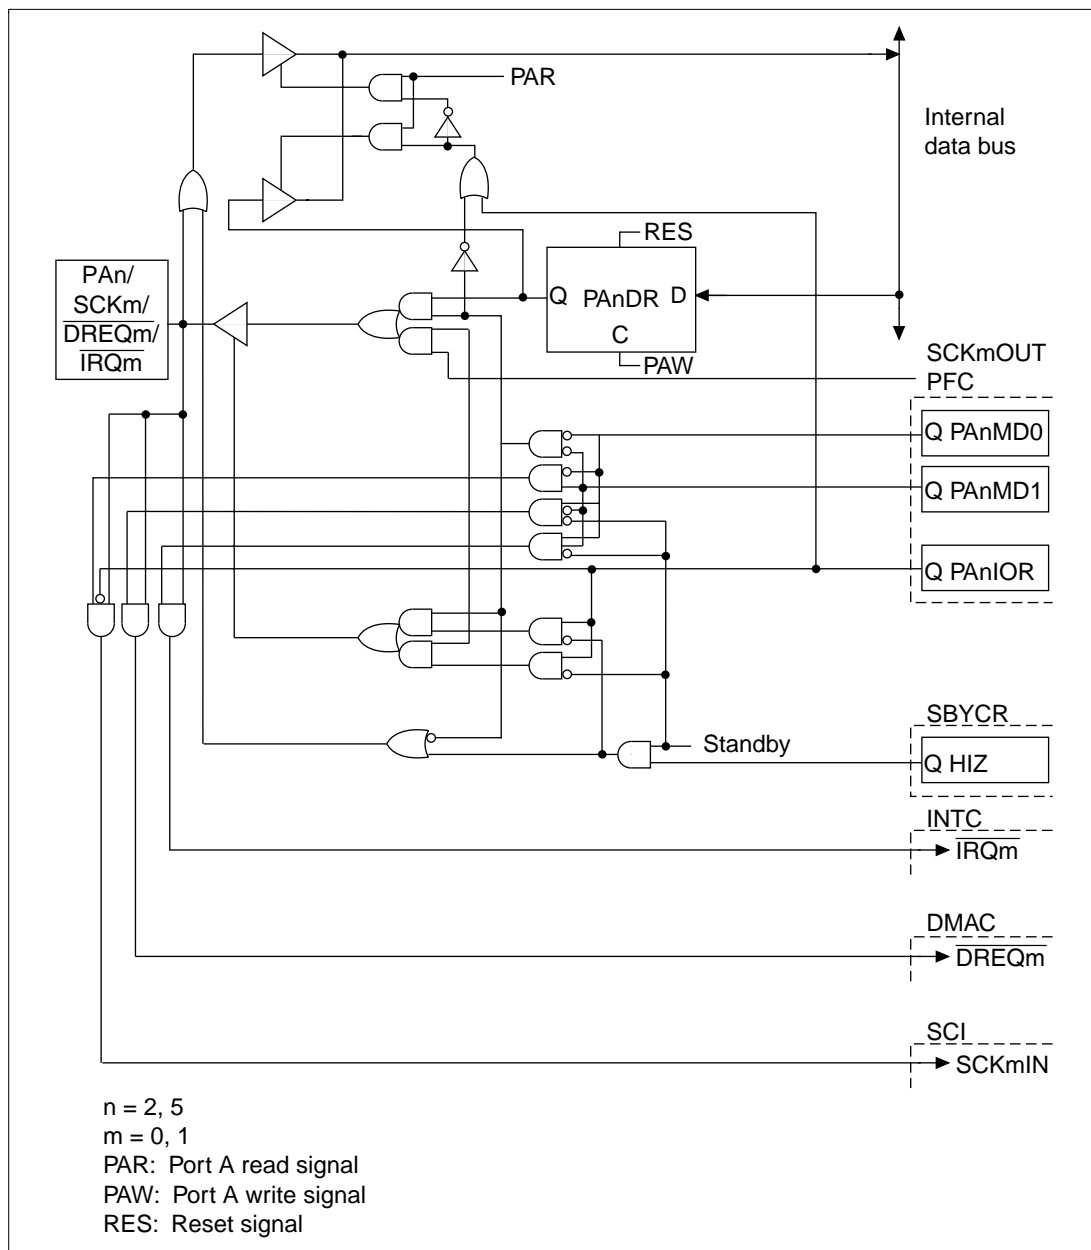 PAR
Internal
data bus
RES
PAn/
SCKm/
DREQm/
IRQm
Q PAnDR D
C
PAW
SCKmOUT
PFC
Q PAnMD0
Q PAnMD1
Q PAnIOR
SBYCR
Standby
Q HIZ
INTC
IRQm
DMAC
DREQm
SCI
SCKmIN
n = 2, 5
m = 0, 1
PAR: Port A read signal
PAW: Port A write signal
RES: Reset signal